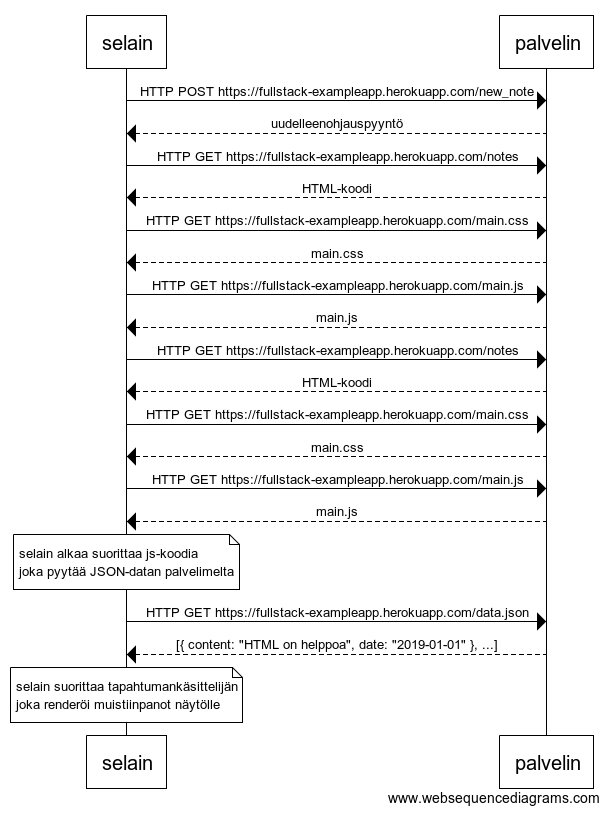 selain palvelin
HTTP POST https://fullstack-exampleapp.herokuapp.com/new_note
uudelleenohjauspyyntö
HTTP GET https://fullstack-exampleapp.herokuapp.com/notes
HTML-koodi
HTTP GET https://fullstack-exampleapp.herokuapp.com/main.css
main.css
HTTP GET https://fullstack-exampleapp.herokuapp.com/main.js
main.js
HTTP GET https://fullstack-exampleapp.herokuapp.com/notes
HTML-koodi
HTTP GET https://fullstack-exampleapp.herokuapp.com/main.css
main.css
HTTP GET https://fullstack-exampleapp.herokuapp.com/main.js
main.js
selain alkaa suorittaa js-koodia
joka pyytää JSON-datan palvelimelta
HTTP GET https://fullstack-exampleapp.herokuapp.com/data.json
[{ content: "HTML on helppoa", date: "2019-01-01" }, ...]
selain suorittaa tapahtumankäsittelijän
joka renderöi muistiinpanot näytölle
selain palvelin
www.websequencediagrams.com